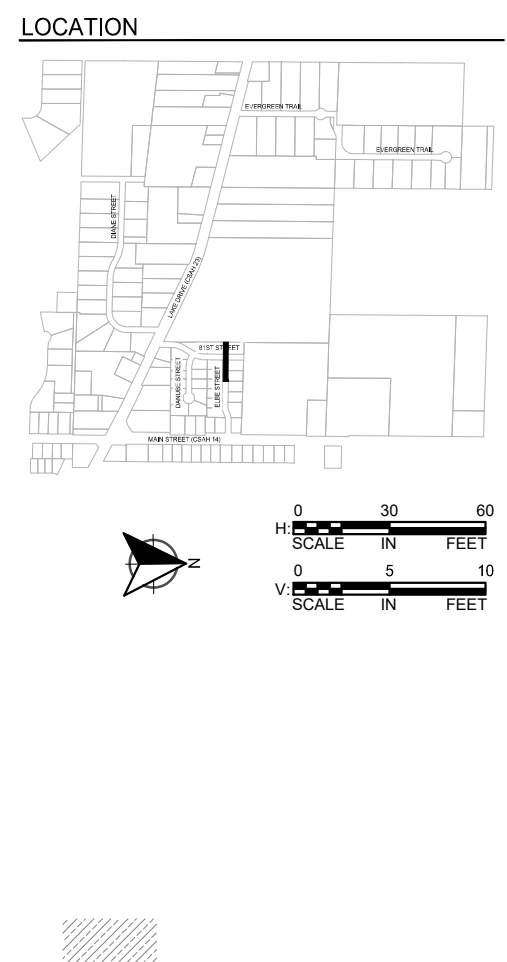 LOCATION
EVERGREEN TRAIL
EVERGREEN TRAIL
DIANE STREET
LAKE DRIVE (CSAH 23)
81ST STREET
DANUBE STREET
ELBE STREET
MAIN STREET (CSAH 14)
N
0 30 60
H:
SCALE IN FEET
0 5 10
V:
SCALE IN FEET